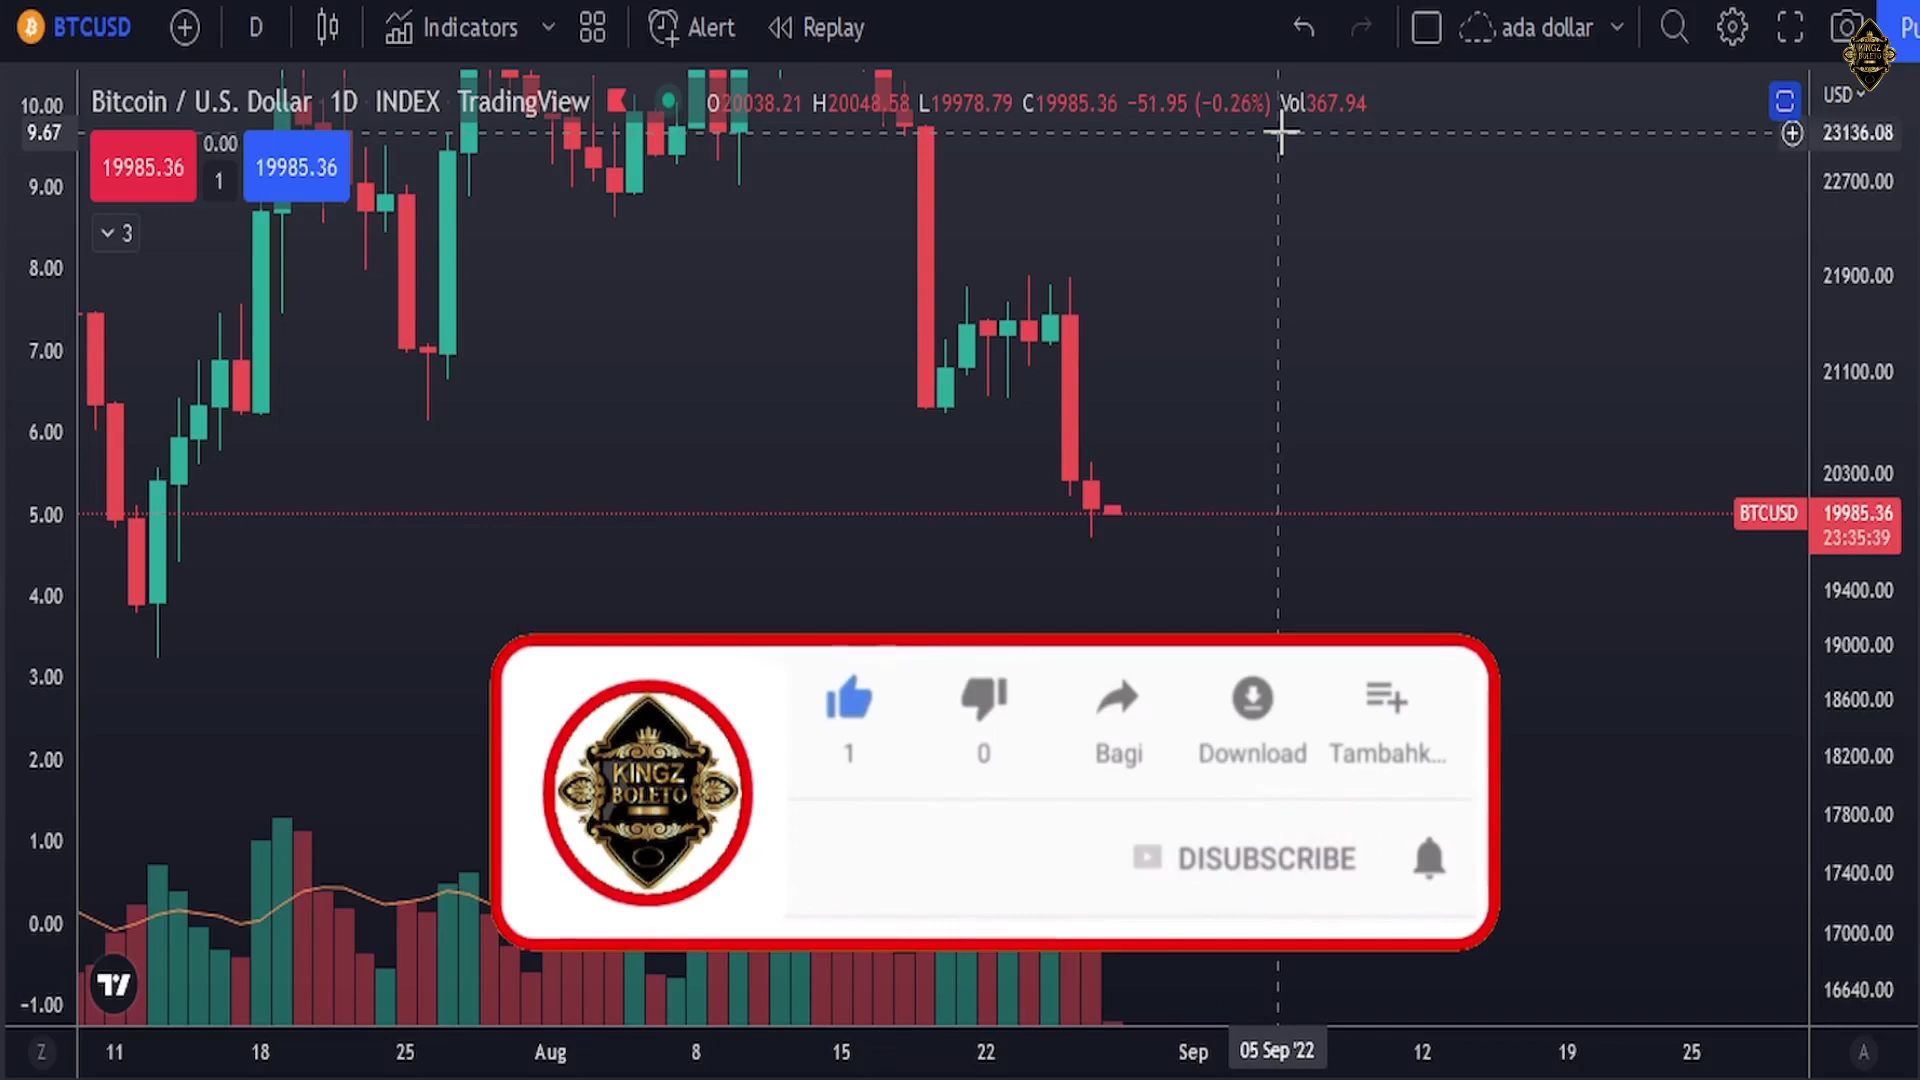 BTCUSD D Indicators Alert Replay ada dollar Pu
KINGZ
BOLETO
Bitcoin / U.S. Dollar 1D INDEX TradingView O20038.21 H20048.58 L19978.79 C19985.36 −51.95 (−0.26%) Vol367.94
USD
19985.36 0.00 1 19985.36
3
10.00
9.67
9.00
8.00
7.00
6.00
5.00
4.00
3.00
2.00
1.00
0.00
−1.00
23136.08
22700.00
21900.00
21100.00
20300.00
BTCUSD 19985.36
23:35:39
19400.00
19000.00
18600.00
18200.00
17800.00
17400.00
17000.00
16640.00
KINGZ
BOLETO
1 0 Bagi Download Tambahk...
DISUBSCRIBE
Z 11 18 25 Aug 8 15 22 Sep 05 Sep '22 12 19 25 A